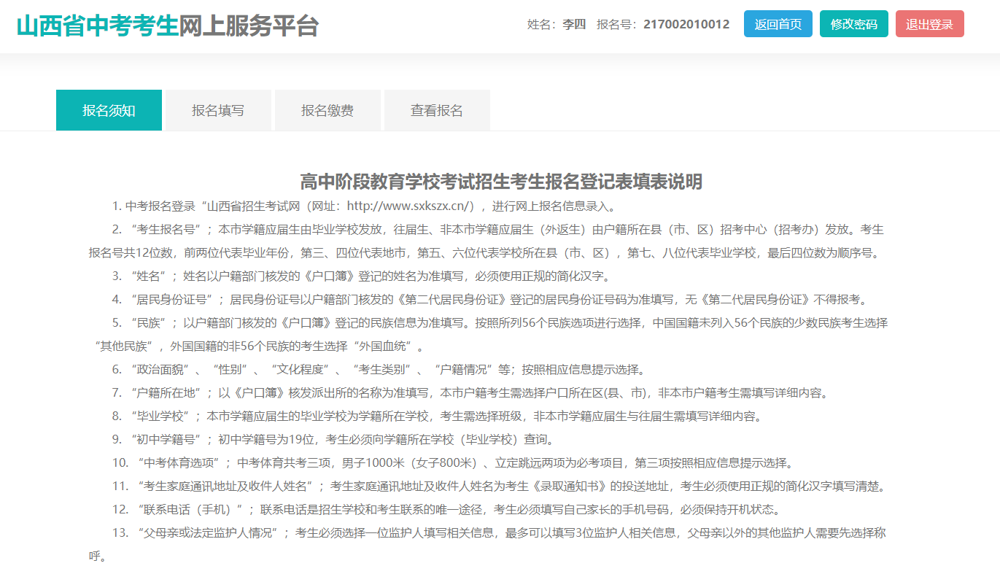 山西省中考考生网上服务平台
姓名：李四 报名号：217002010012 返回首页 修改密码 退出登录
报名须知 报名填写 报名缴费 查看报名
高中阶段教育学校考试招生考生报名登记表填表说明
1. 中考报名登录“山西省招生考试网（网址：http://www.sxkszx.cn/），进行网上报名信息录入。
2. “考生报名号”；本市学籍应届生由毕业学校发放，往届生、非本市学籍应届生（外返生）由户籍所在县（市、区）招考中心（招考办）发放。考生
报名号共12位数，前两位代表毕业年份，第三、四位代表地市，第五、六位代表学校所在县（市、区），第七、八位代表毕业学校，最后四位数为顺序号。
3. “姓名”；姓名以户籍部门核发的《户口簿》登记的姓名为准填写，必须使用正规的简化汉字。
4. “居民身份证号”；居民身份证号以户籍部门核发的《第二代居民身份证》登记的居民身份证号码为准填写，无《第二代居民身份证》不得报考。
5. “民族”；以户籍部门核发的《户口簿》登记的民族信息为准填写。按照所列56个民族选项进行选择，中国国籍未列入56个民族的少数民族考生选择
“其他民族”，外国国籍的非56个民族的考生选择“外国血统”。
6. “政治面貌”、“性别”、“文化程度”、“考生类别”、“户籍情况”等；按照相应信息提示选择。
7. “户籍所在地”；以《户口簿》核发派出所的名称为准填写，本市户籍考生需选择户口所在区(县、市)，非本市户籍考生需填写详细内容。
8. “毕业学校”；本市学籍应届生的毕业学校为学籍所在学校，考生需选择班级，非本市学籍应届生与往届生需填写详细内容。
9. “初中学籍号”；初中学籍号为19位，考生必须向学籍所在学校（毕业学校）查询。
10. “中考体育选项”；中考体育共考三项，男子1000米（女子800米）、立定跳远两项为必考项目，第三项按照相应信息提示选择。
11. “考生家庭通讯地址及收件人姓名”；考生家庭通讯地址及收件人姓名为考生《录取通知书》的投送地址，考生必须使用正规的简化汉字填写清楚。
12. “联系电话（手机）”；联系电话是招生学校和考生联系的唯一途径，考生必须填写自己家长的手机号码，必须保持开机状态。
13. “父母亲或法定监护人情况”；考生必须选择一位监护人填写相关信息，最多可以填写3位监护人相关信息，父母亲以外的其他监护人需要先选择称
呼。